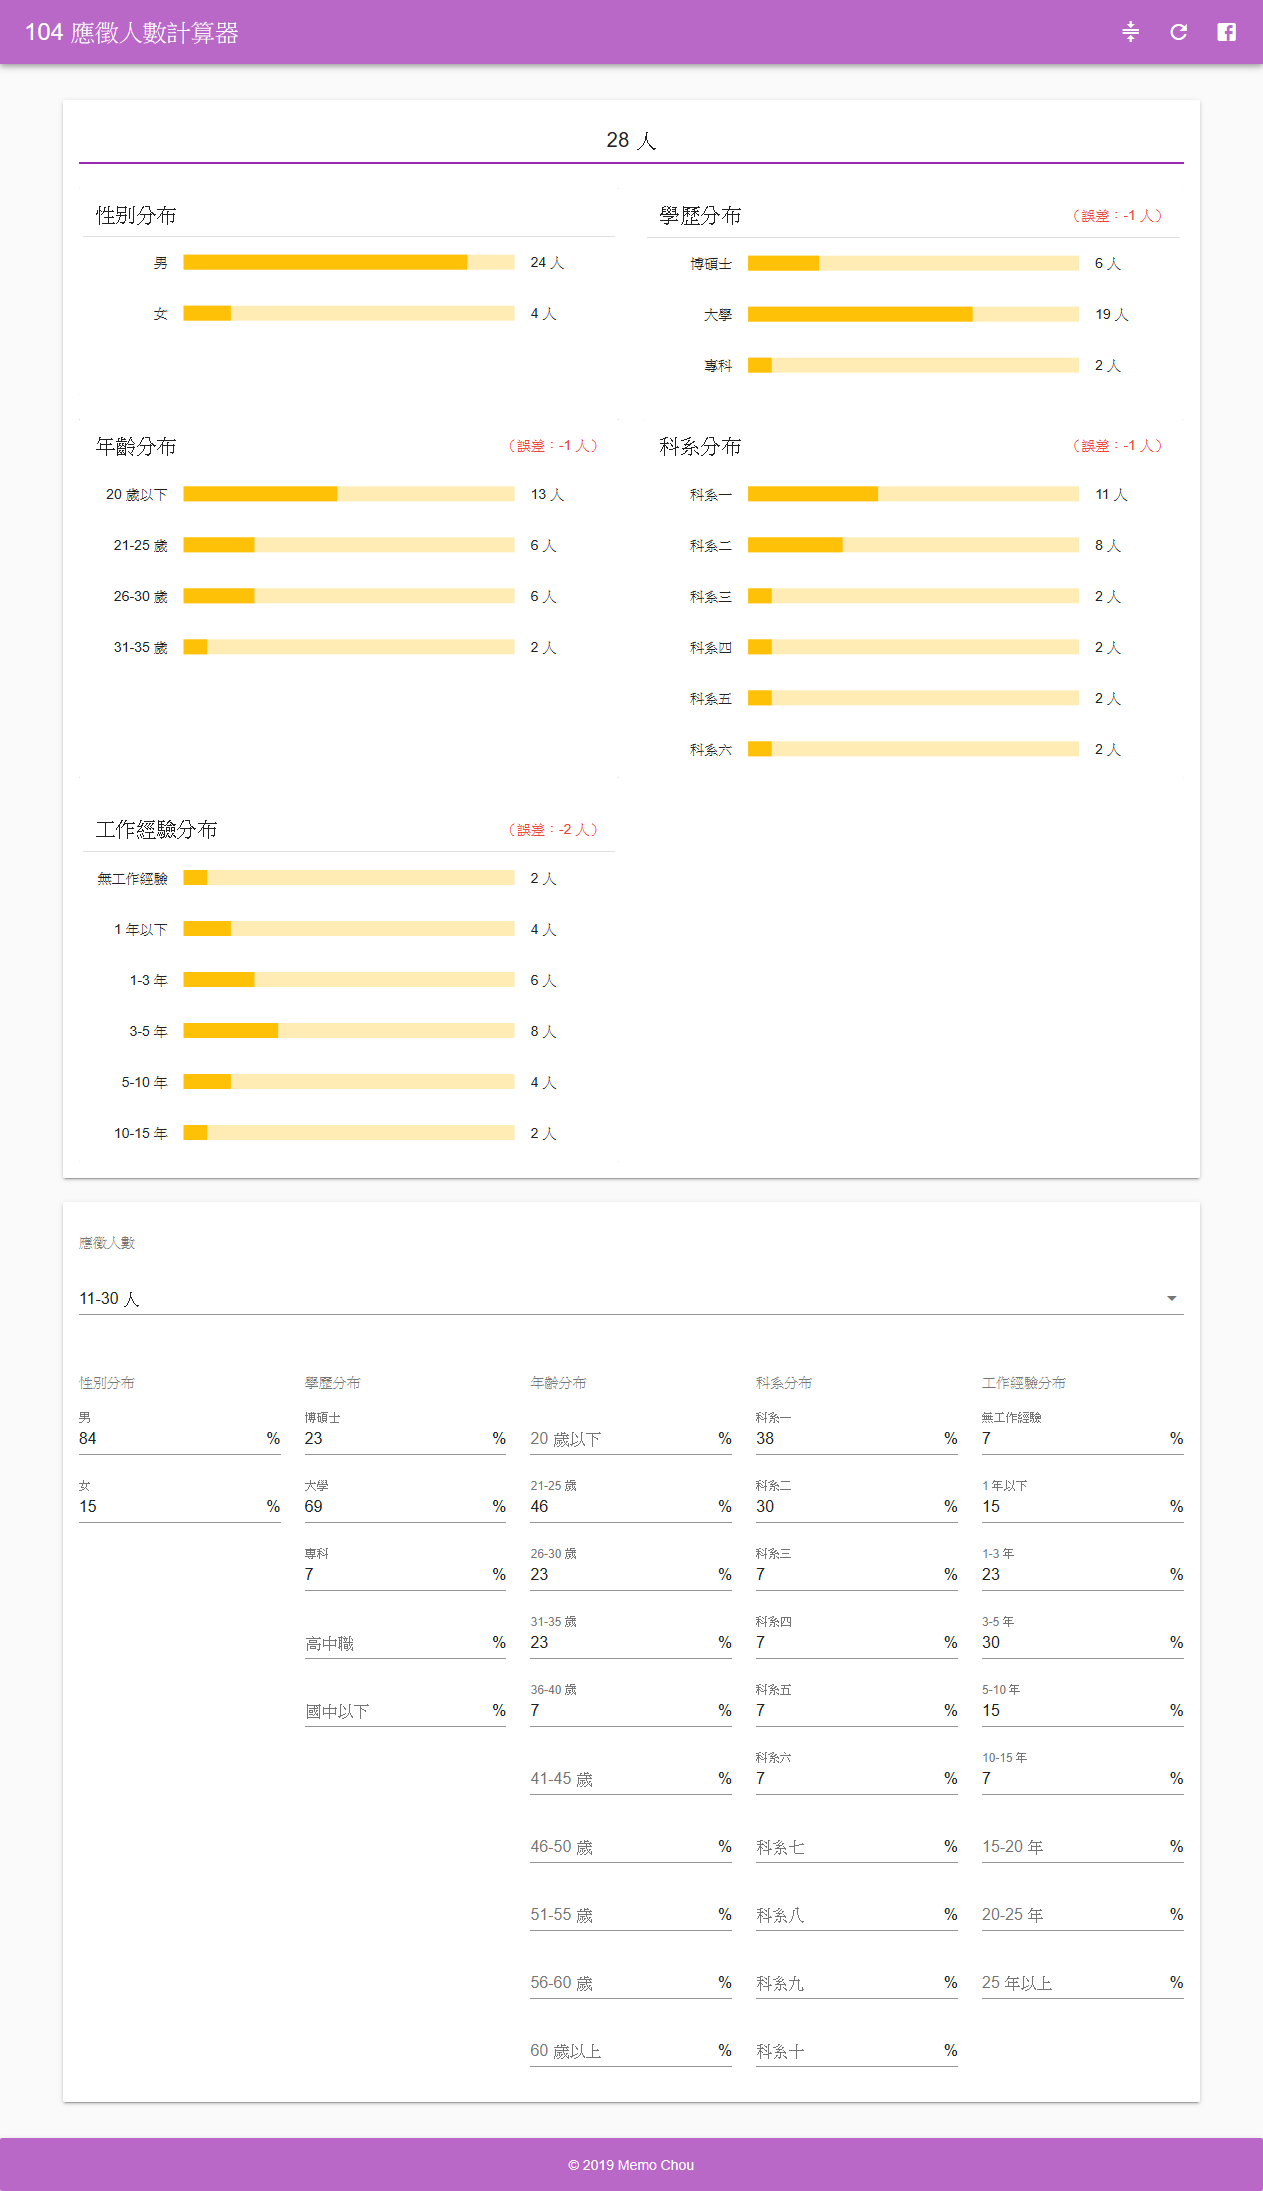 104 應徵人數計算器
28 人
性别分布
男 24 人
女 4 人
學歷分布 （誤差：-1 人）
博碩士 6 人
大學 19 人
專科 2 人
年齡分布 （誤差：-1 人）
20 歲以下 13 人
21-25 歲 6 人
26-30 歲 6 人
31-35 歲 2 人
科系分布 （誤差：-1 人）
科系一 11 人
科系二 8 人
科系三 2 人
科系四 2 人
科系五 2 人
科系六 2 人
工作經驗分布 （誤差：-2 人）
無工作經驗 2 人
1 年以下 4 人
1-3 年 6 人
3-5 年 8 人
5-10 年 4 人
10-15 年 2 人
應徵人數
11-30 人
性別分布
男
84 %
女
15 %
學歷分布
博碩士
23 %
大學
69 %
專科
7 %
高中職 %
國中以下 %
年齡分布
20 歲以下 %
21-25 歲
46 %
26-30 歲
23 %
31-35 歲
23 %
36-40 歲
7 %
41-45 歲 %
46-50 歲 %
51-55 歲 %
56-60 歲 %
60 歲以上 %
科系分布
科系一
38 %
科系二
30 %
科系三
7 %
科系四
7 %
科系五
7 %
科系六
7 %
科系七 %
科系八 %
科系九 %
科系十 %
工作經驗分布
無工作經驗
7 %
1 年以下
15 %
1-3 年
23 %
3-5 年
30 %
5-10 年
15 %
10-15 年
7 %
15-20 年 %
20-25 年 %
25 年以上 %
© 2019 Memo Chou